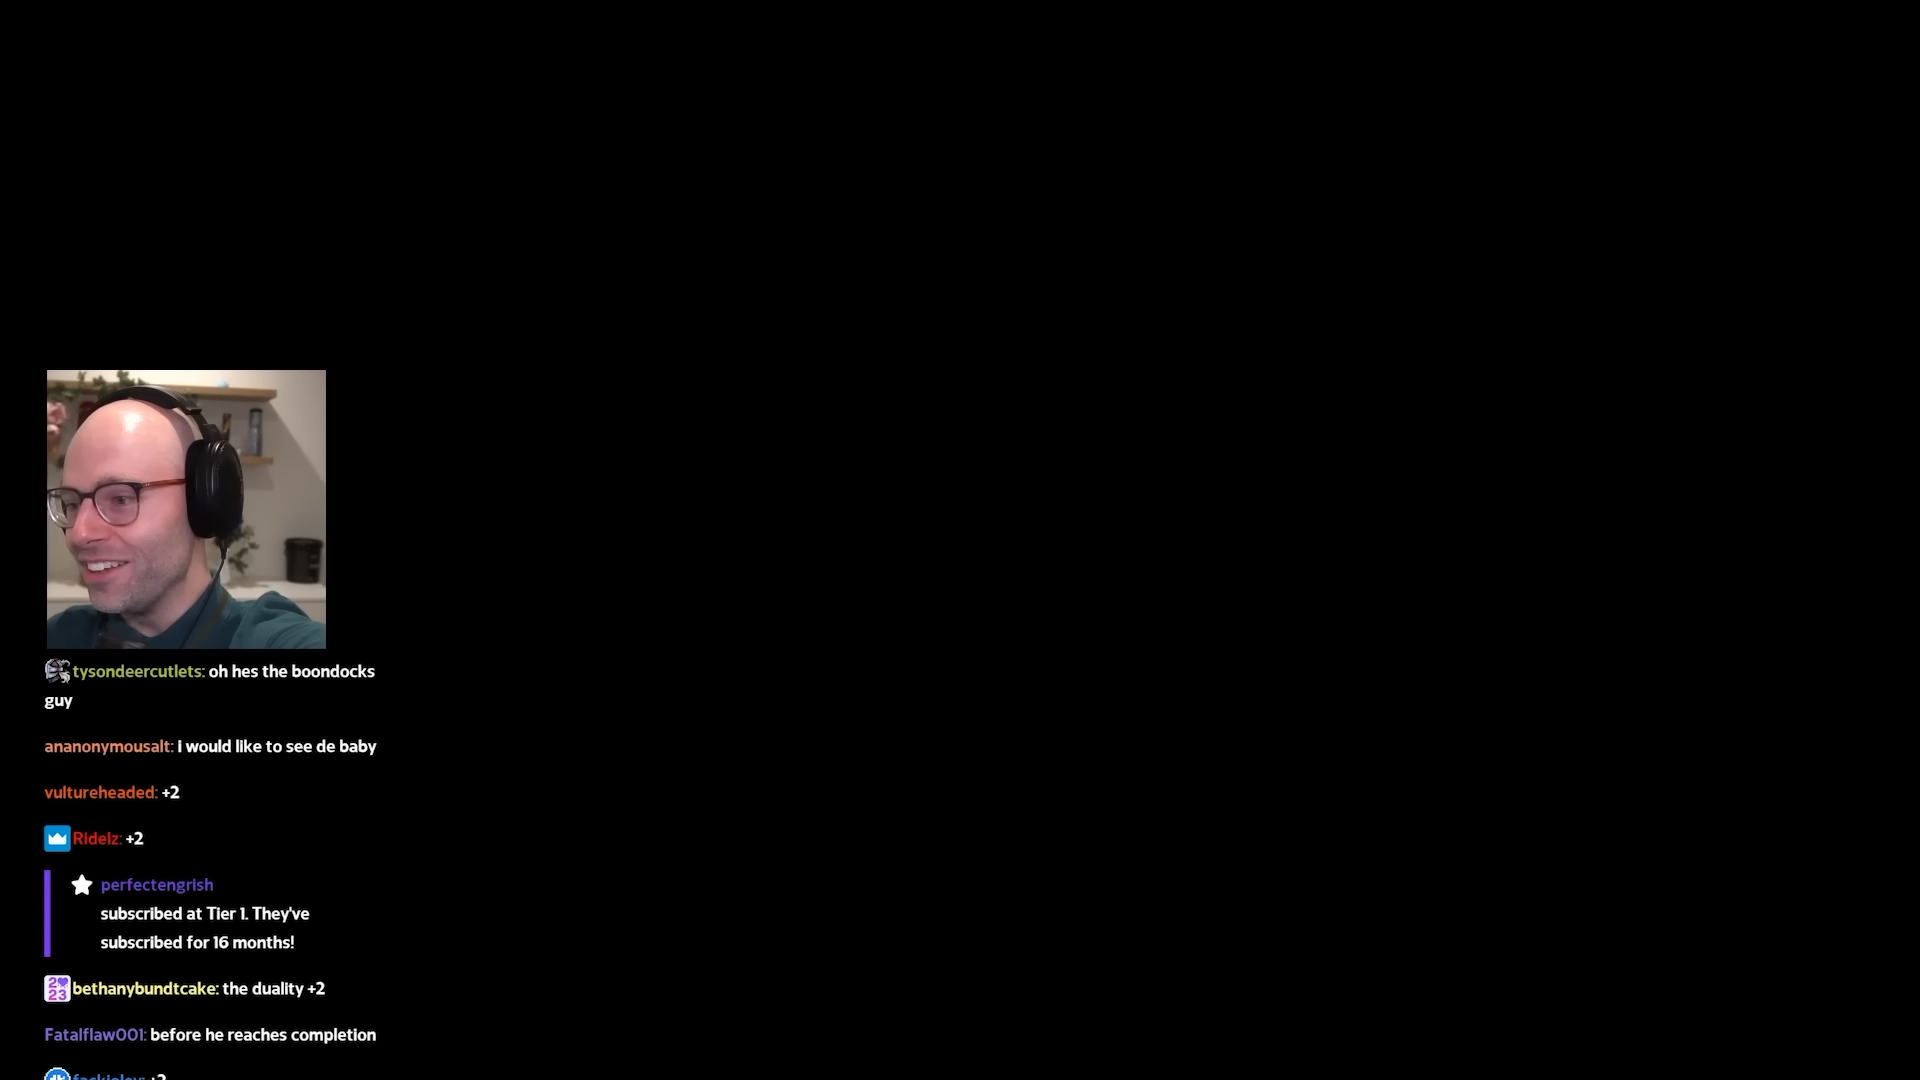 tysondeercutlets: oh hes the boondocks
guy
ananonymousalt: i would like to see de baby
vultureheaded: +2
Ridelz: +2
perfectengrish
subscribed at Tier 1. They've
subscribed for 16 months!
bethanybundtcake: the duality +2
Fatalflaw001: before he reaches completion